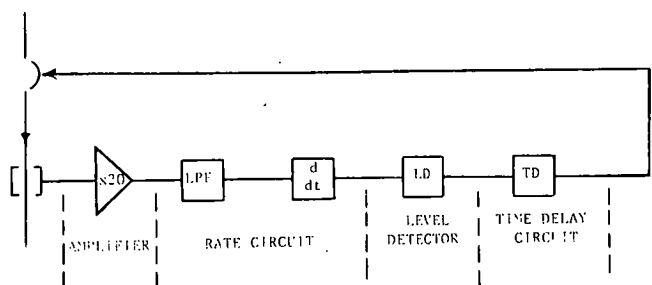 x20
LPF
d
dt
LD
TD
AMPLIFIER
RATE CIRCUIT
LEVEL
DETECTOR
TIME DELAY
CIRCUIT